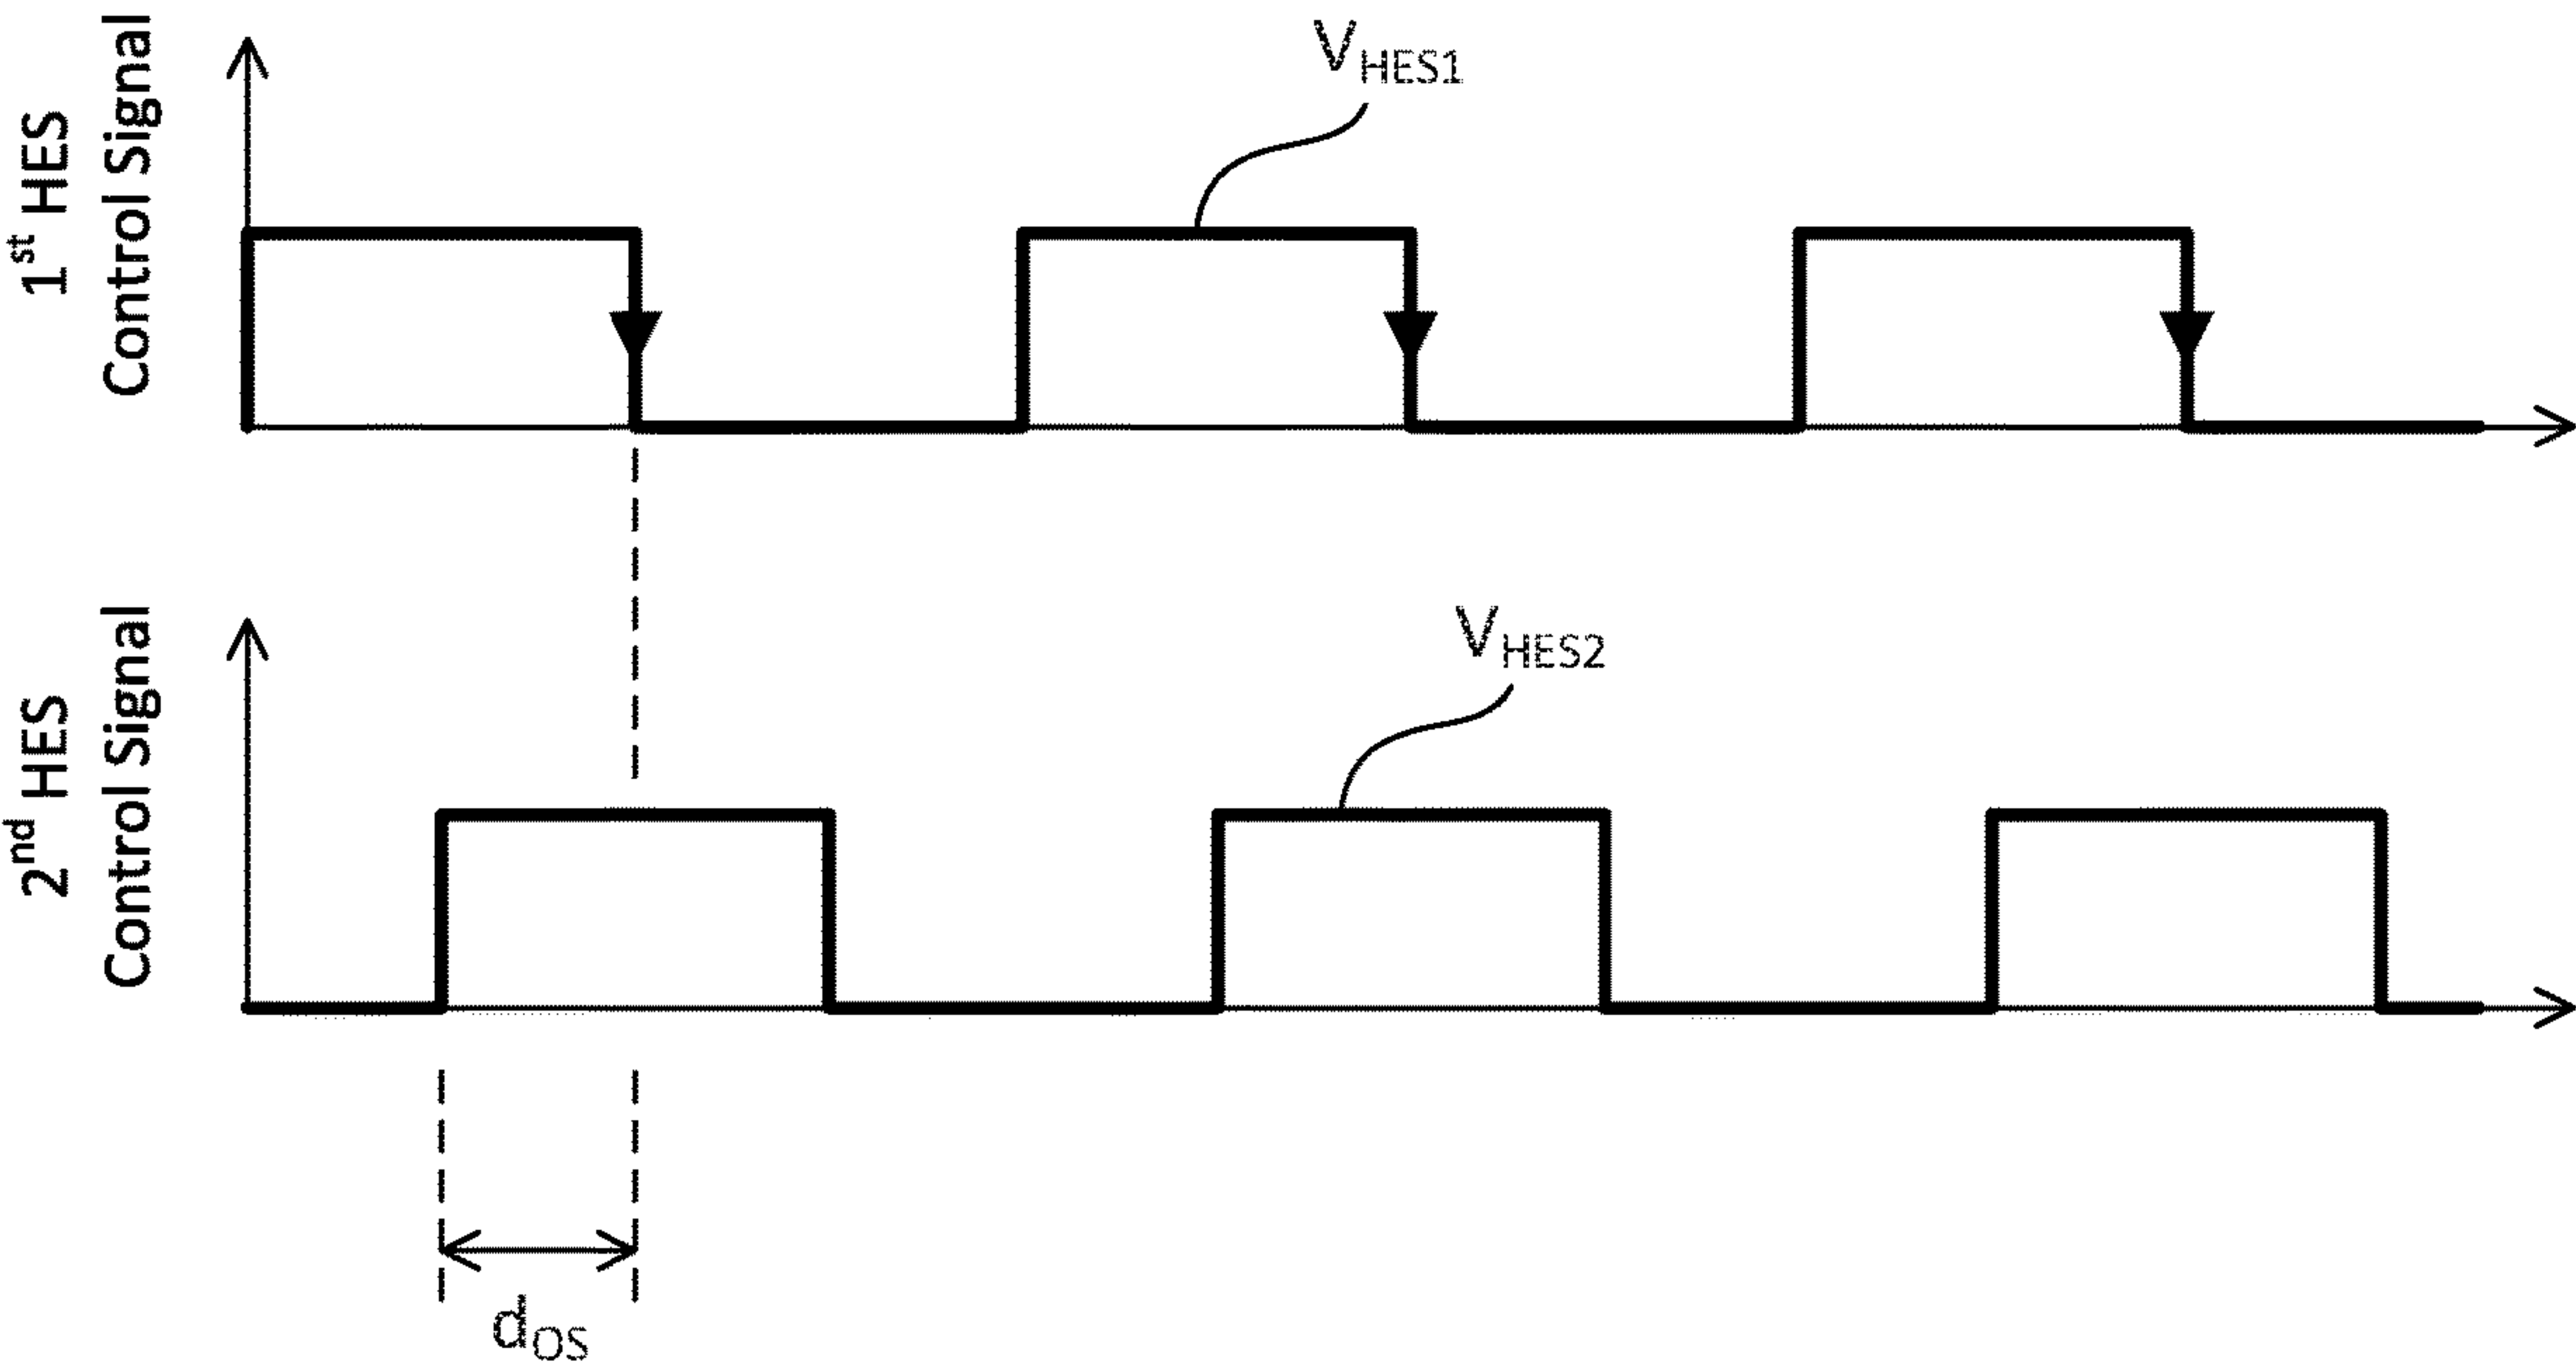 1st HES
Control Signal
VHES1
2nd HES
Control Signal
VHES2
dOS